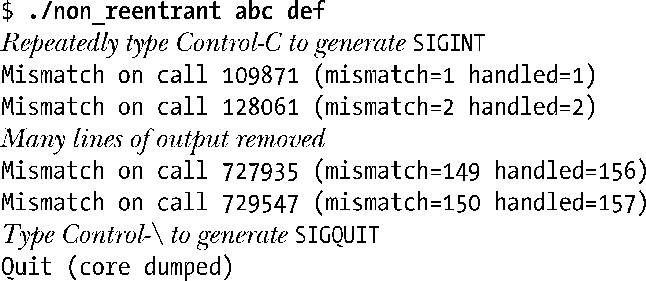 $ ./non_reentrant abc def
Repeatedly type Control-C to generate SIGINT
Mismatch on call 109871 (mismatch=1 handled=1)
Mismatch on call 128061 (mismatch=2 handled=2)
Many lines of output removed
Mismatch on call 727935 (mismatch=149 handled=156)
Mismatch on call 729547 (mismatch=150 handled=157)
Type Control-\ to generate SIGQUIT
Quit (core dumped)